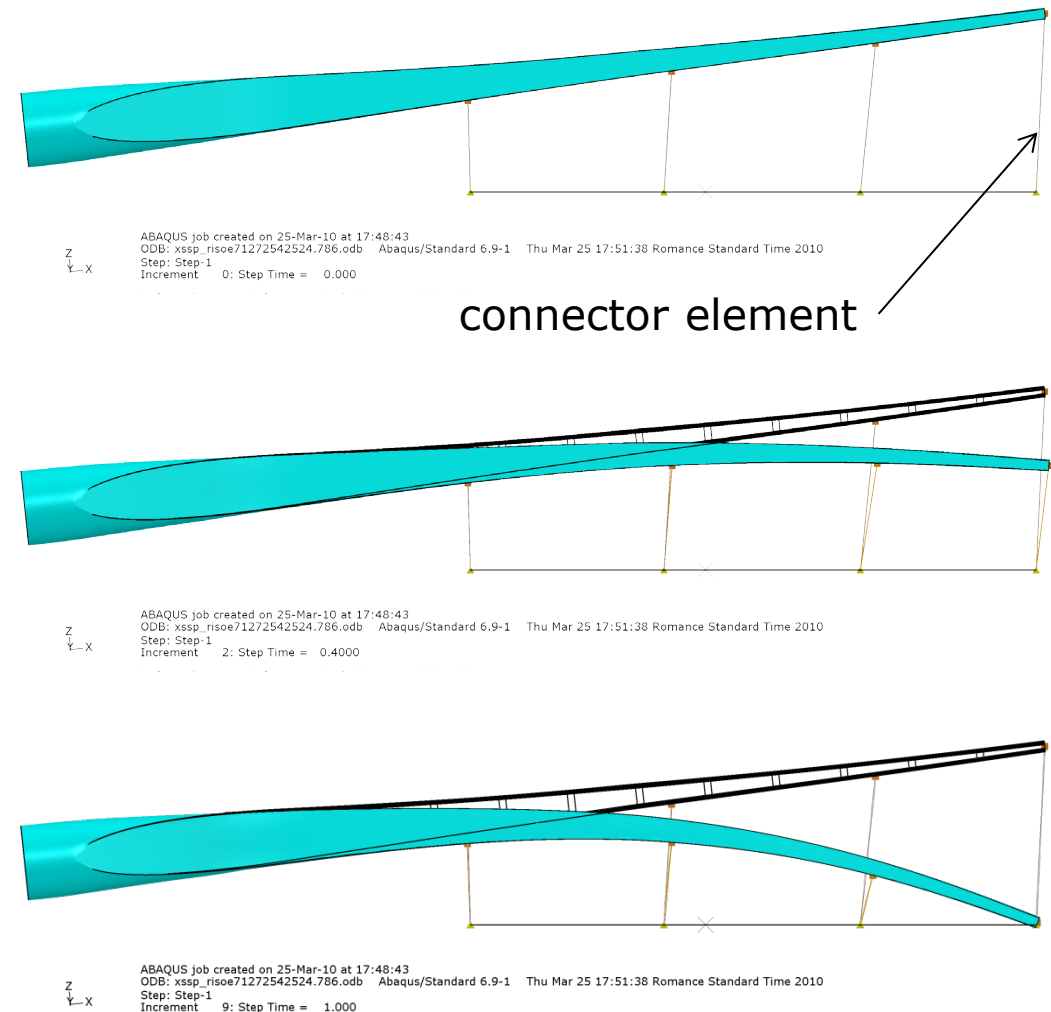 ABAQUS job created on 25-Mar-10 at 17:48:43
ODB: xssp_risoe71272542524.786.odb Abaqus/Standard 6.9-1 Thu Mar 25 17:51:38 Romance Standard Time 2010
Z
Step: Step-1
Y X
Increment 0: Step Time = 0.000
connector element
ABAQUS job created on 25-Mar-10 at 17:48:43
ODB: xssp_risoe71272542524.786.odb Abaqus/Standard 6.9-1 Thu Mar 25 17:51:38 Romance Standard Time 2010
Z
Step: Step-1
Y X
Increment 2: Step Time = 0.4000
ABAQUS job created on 25-Mar-10 at 17:48:43
ODB: xssp_risoe71272542524.786.odb Abaqus/Standard 6.9-1 Thu Mar 25 17:51:38 Romance Standard Time 2010
Z
Step: Step-1
Y X
Increment 9: Step Time = 1.000